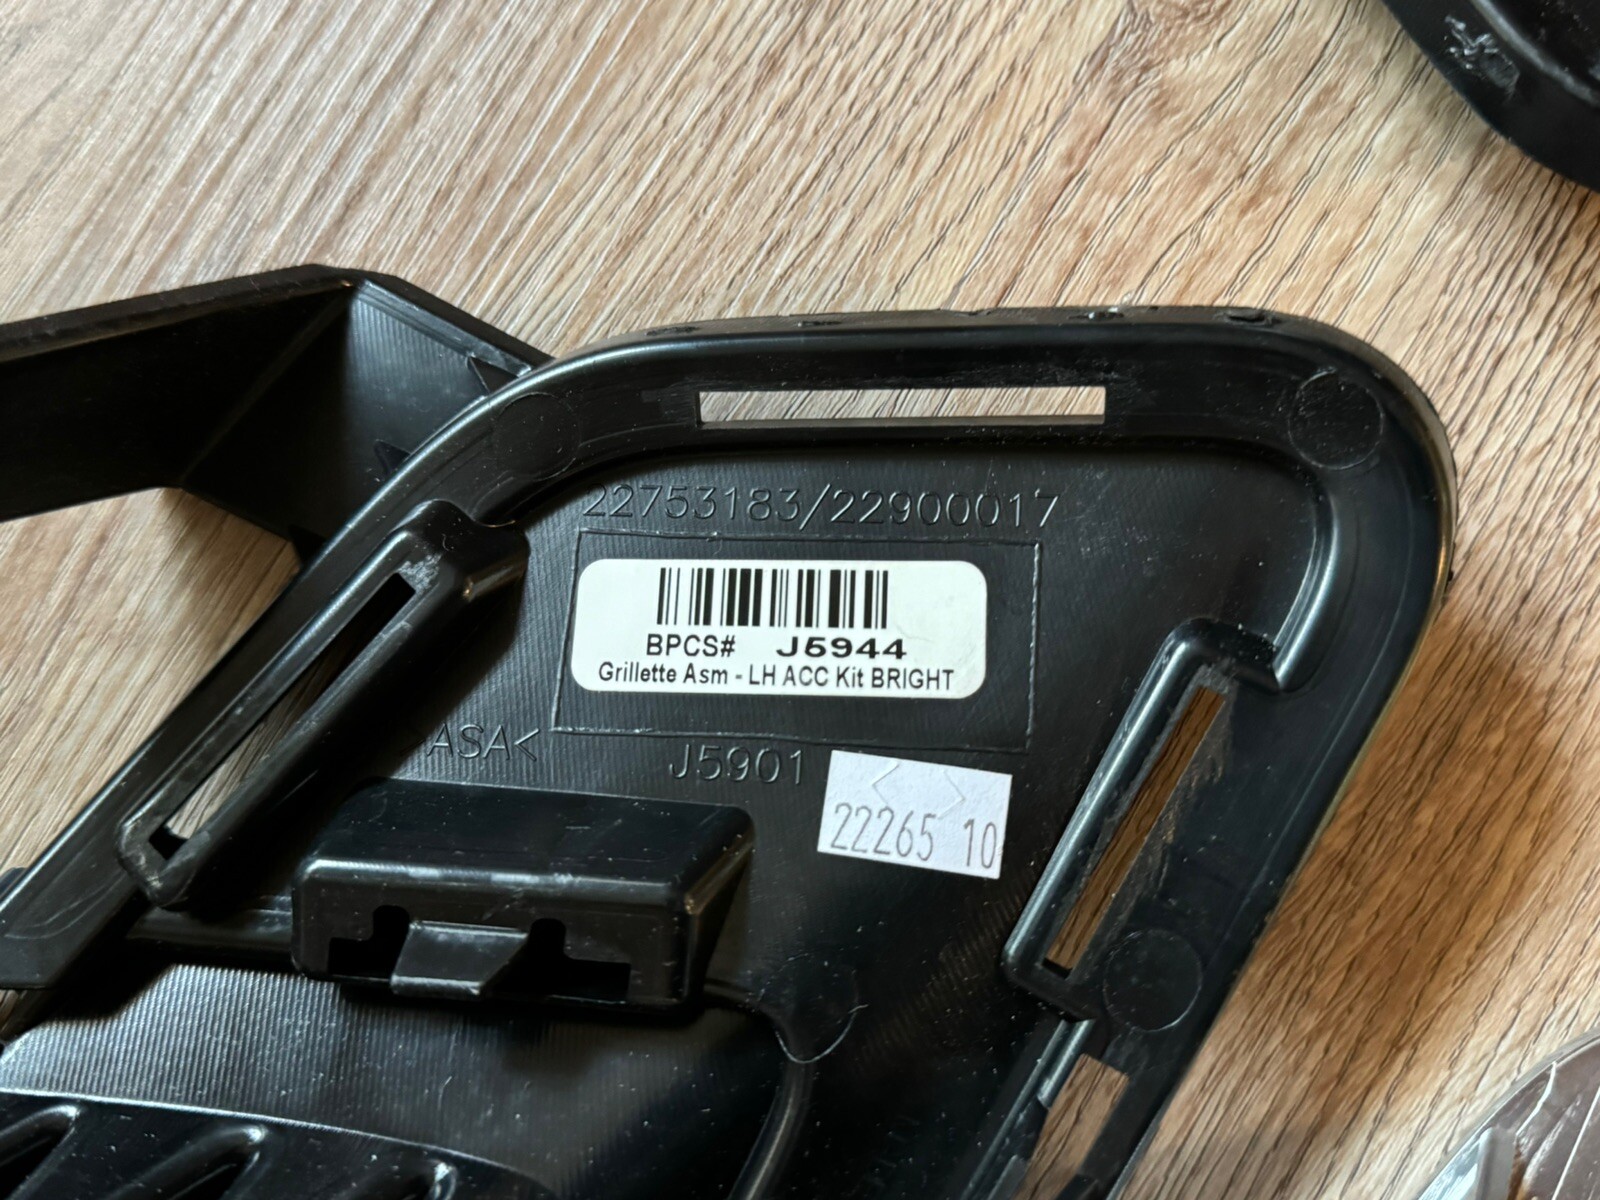 22753183/22900017
BPCS# J5944
Grillette Asm - LH ACC Kit BRIGHT
>ASA<
J5901
22265 10